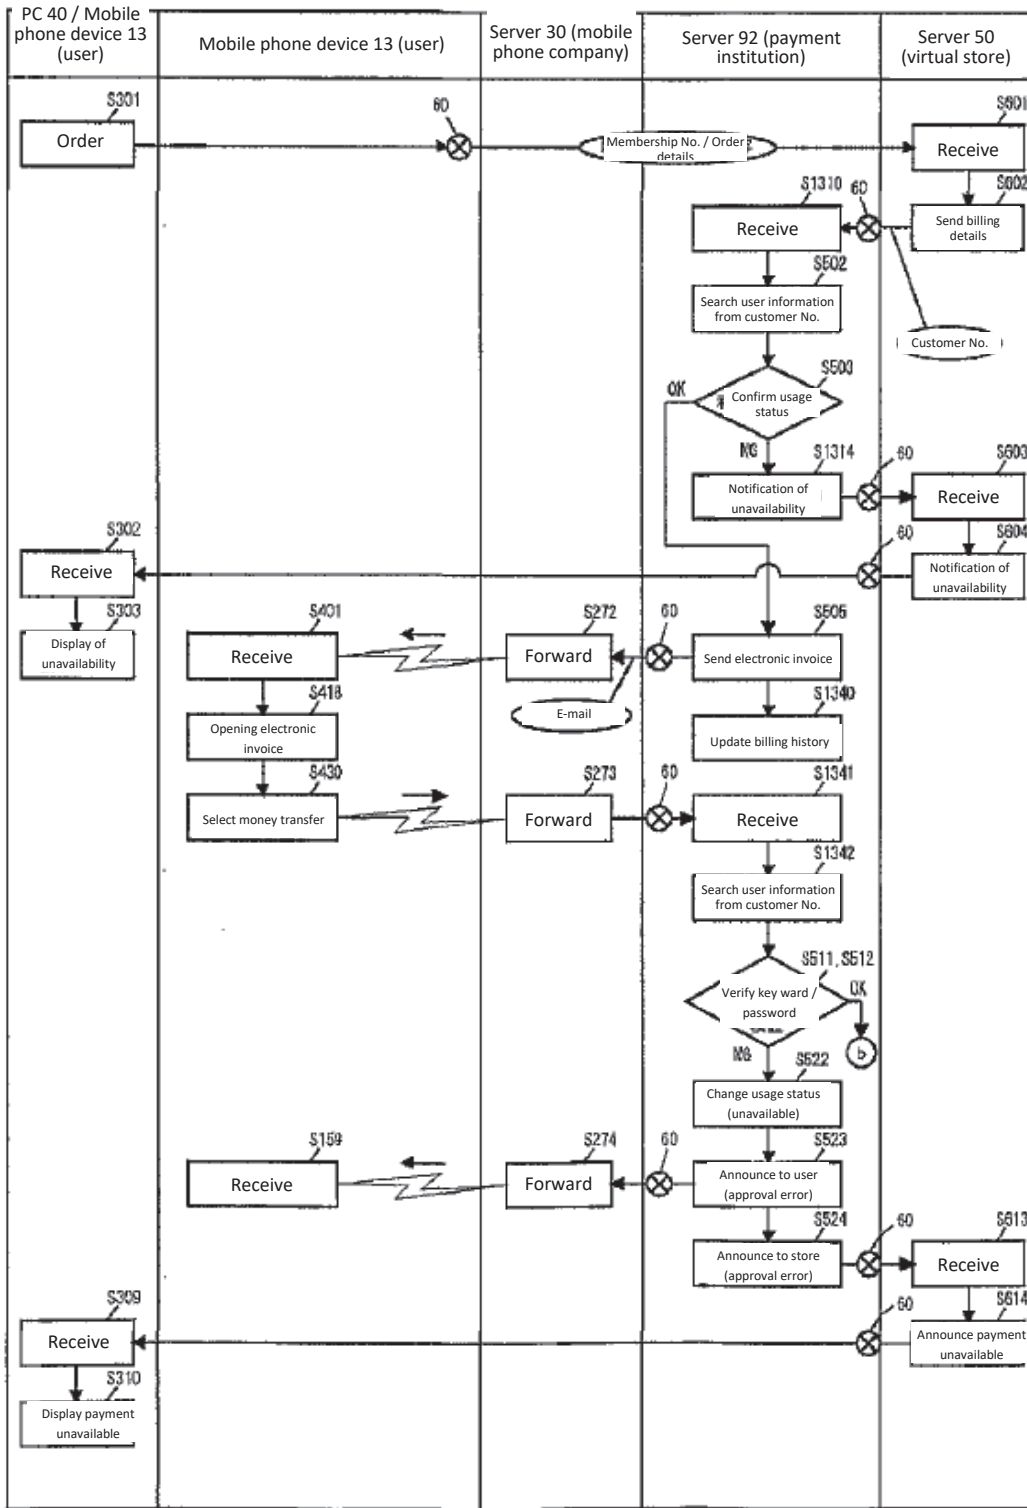 PC 40 / Mobile
phone device 13
(user)
Mobile phone device 13 (user)
Server 30 (mobile
phone company)
Server 92 (payment
institution)
Server 50
(virtual store)
S301
Order
60
Membership No. / Order
details
S601
Receive
S602
Send billing
details
60
S1310
Receive
Customer No.
S502
Search user information
from customer No.
S503
OK
Confirm usage
status
NG
S1314
Notification of
unavailability
60
S603
Receive
S604
Notification of
unavailability
60
S302
Receive
S303
Display of
unavailability
S401
Receive
S272
Forward
60
S505
Send electronic invoice
E-mail
S418
Opening electronic
invoice
S1340
Update billing history
S430
Select money transfer
S273
Forward
60
S1341
Receive
S1342
Search user information
from customer No.
S511, S512
Verify key ward /
password
OK
b
NG
S522
Change usage status
(unavailable)
S159
Receive
S274
Forward
60
S523
Announce to user
(approval error)
S524
Announce to store
(approval error)
60
S613
Receive
S614
Announce payment
unavailable
60
S309
Receive
S310
Display payment
unavailable